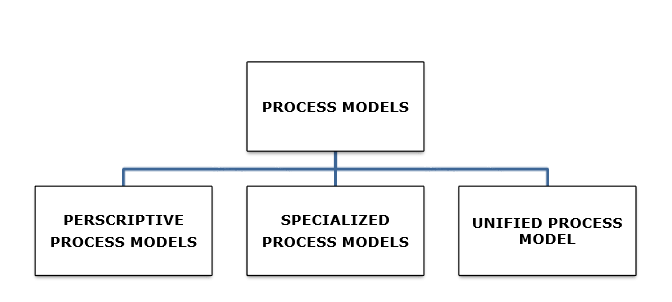 PROCESS MODELS
PERSCRIPTIVE
PROCESS MODELS
SPECIALIZED
PROCESS MODELS
UNIFIED PROCESS
MODEL